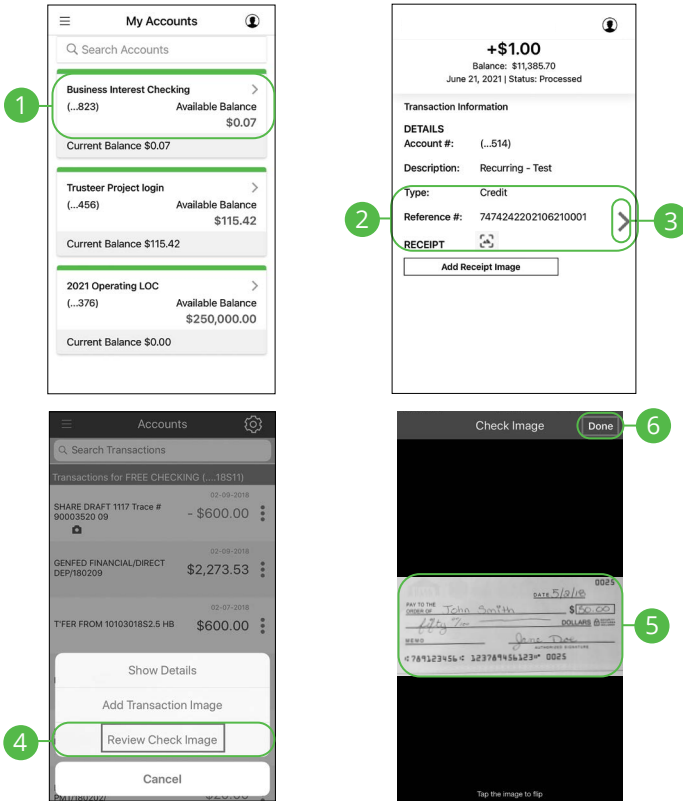 My Accounts
Search Accounts
1
Business Interest Checking
(...823) Available Balance
$0.07
Current Balance $0.07
Trusteer Project login
(...456) Available Balance
$115.42
Current Balance $115.42
2021 Operating LOC
(...376) Available Balance
$250,000.00
Current Balance $0.00
+$1.00
Balance: $11,385.70
June 21, 2021 | Status: Processed
Transaction Information
DETAILS
Account #: (...514)
Description: Recurring - Test
Type: Credit
2
Reference #: 7474242202106210001
3
RECEIPT
Add Receipt Image
Accounts
Search Transactions
Transactions for FREE CHECKING (....18S11)
02-09-2018
SHARE DRAFT 1117 Trace #
90003520 09
- $600.00
02-09-2018
GENFED FINANCIAL/DIRECT
DEP/180209
$2,273.53
02-07-2018
T'FER FROM 10103018S2.5 HB $600.00
Show Details
Add Transaction Image
4
Review Check Image
Cancel
PMT/180202/
Check Image
Done
6
0025
DATE 5/2/18
PAY TO THE
ORDER OF John Smith $50.00
fifty
DOLLARS
5
MEMO Jane Doe
AUTHORIZED SIGNATURE
⑆789123456⑆ 123789456123⑈ 0025
Tap the image to flip